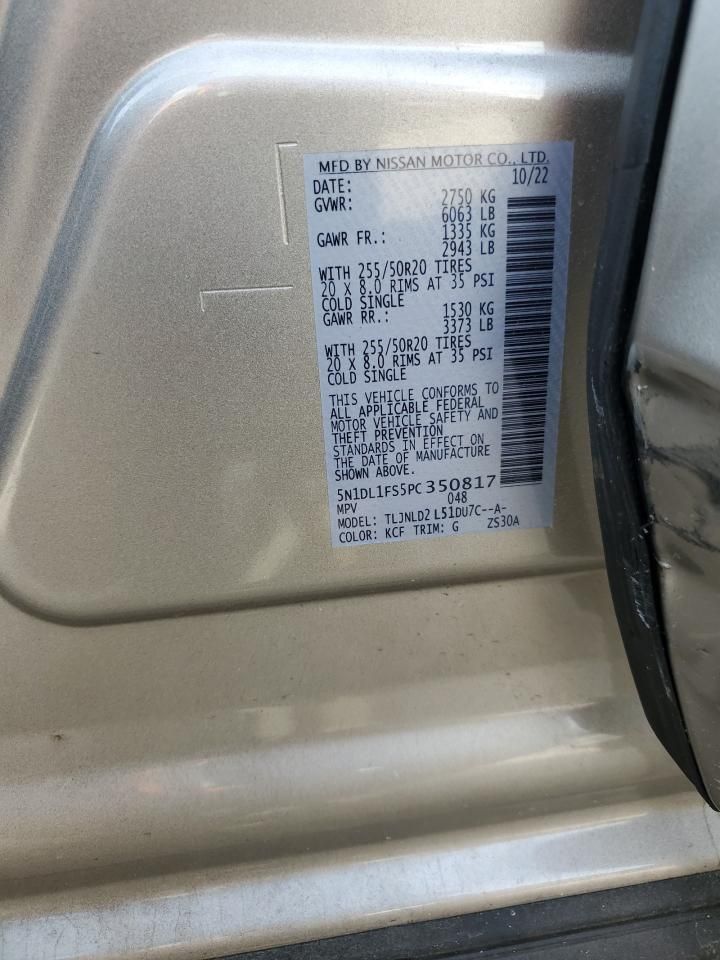 MFD BY NISSAN MOTOR CO., LTD.
DATE: 10/22
GVWR: 2750 KG
6063 LB
GAWR FR.: 1335 KG
2943 LB
WITH 255/50R20 TIRES
20 X 8.0 RIMS AT 35 PSI
COLD SINGLE
GAWR RR.: 1530 KG
3373 LB
WITH 255/50R20 TIRES
20 X 8.0 RIMS AT 35 PSI
COLD SINGLE
THIS VEHICLE CONFORMS TO
ALL APPLICABLE FEDERAL
MOTOR VEHICLE SAFETY AND
THEFT PREVENTION
STANDARDS IN EFFECT ON
THE DATE OF MANUFACTURE
SHOWN ABOVE.
5N1DL1FS5PC350817
MPV 048
MODEL: TLJNLD2 L51DU7C--A-
COLOR: KCF TRIM: G ZS30A